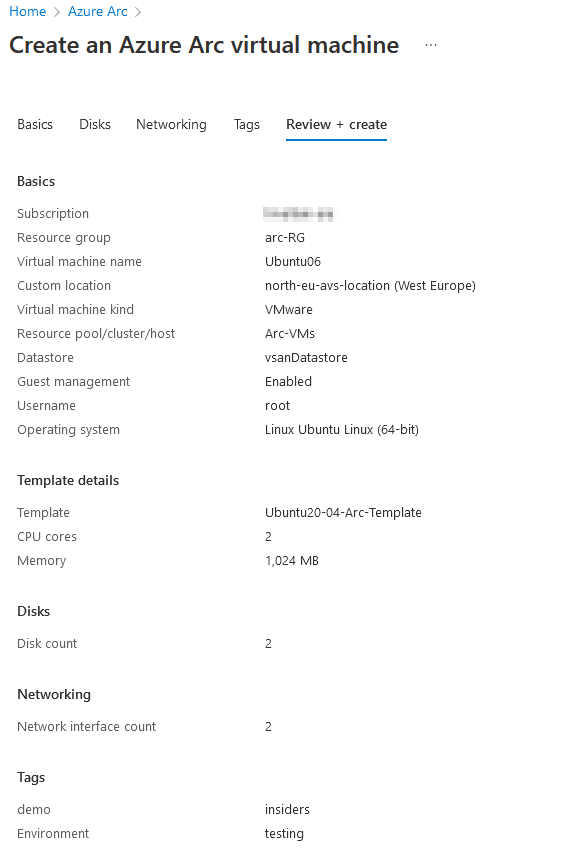 Home > Azure Arc >
Create an Azure Arc virtual machine ...
Basics Disks Networking Tags Review + create
Basics
Subscription
Resource group arc-RG
Virtual machine name Ubuntu06
Custom location north-eu-avs-location (West Europe)
Virtual machine kind VMware
Resource pool/cluster/host Arc-VMs
Datastore vsanDatastore
Guest management Enabled
Username root
Operating system Linux Ubuntu Linux (64-bit)
Template details
Template Ubuntu20-04-Arc-Template
CPU cores 2
Memory 1,024 MB
Disks
Disk count 2
Networking
Network interface count 2
Tags
demo insiders
Environment testing